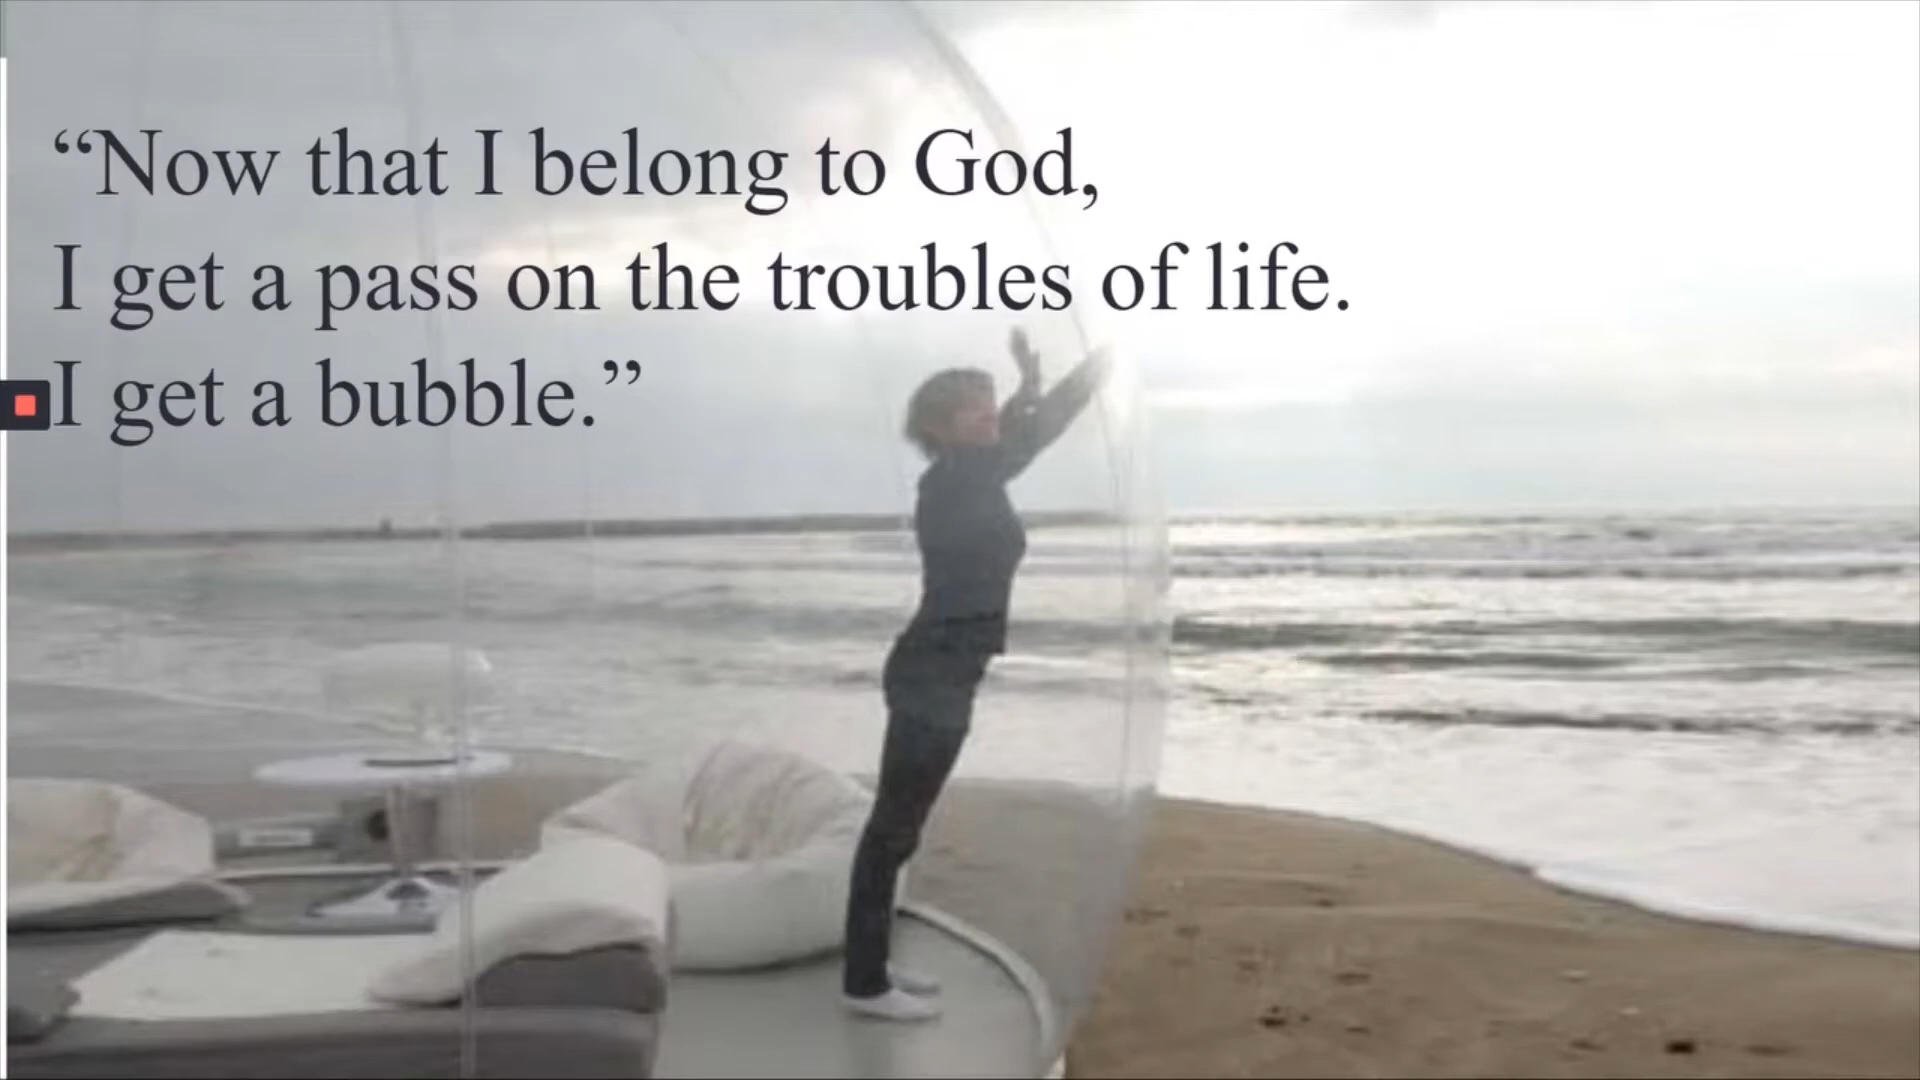 “Now that I belong to God,
I get a pass on the troubles of life.
I get a bubble.”